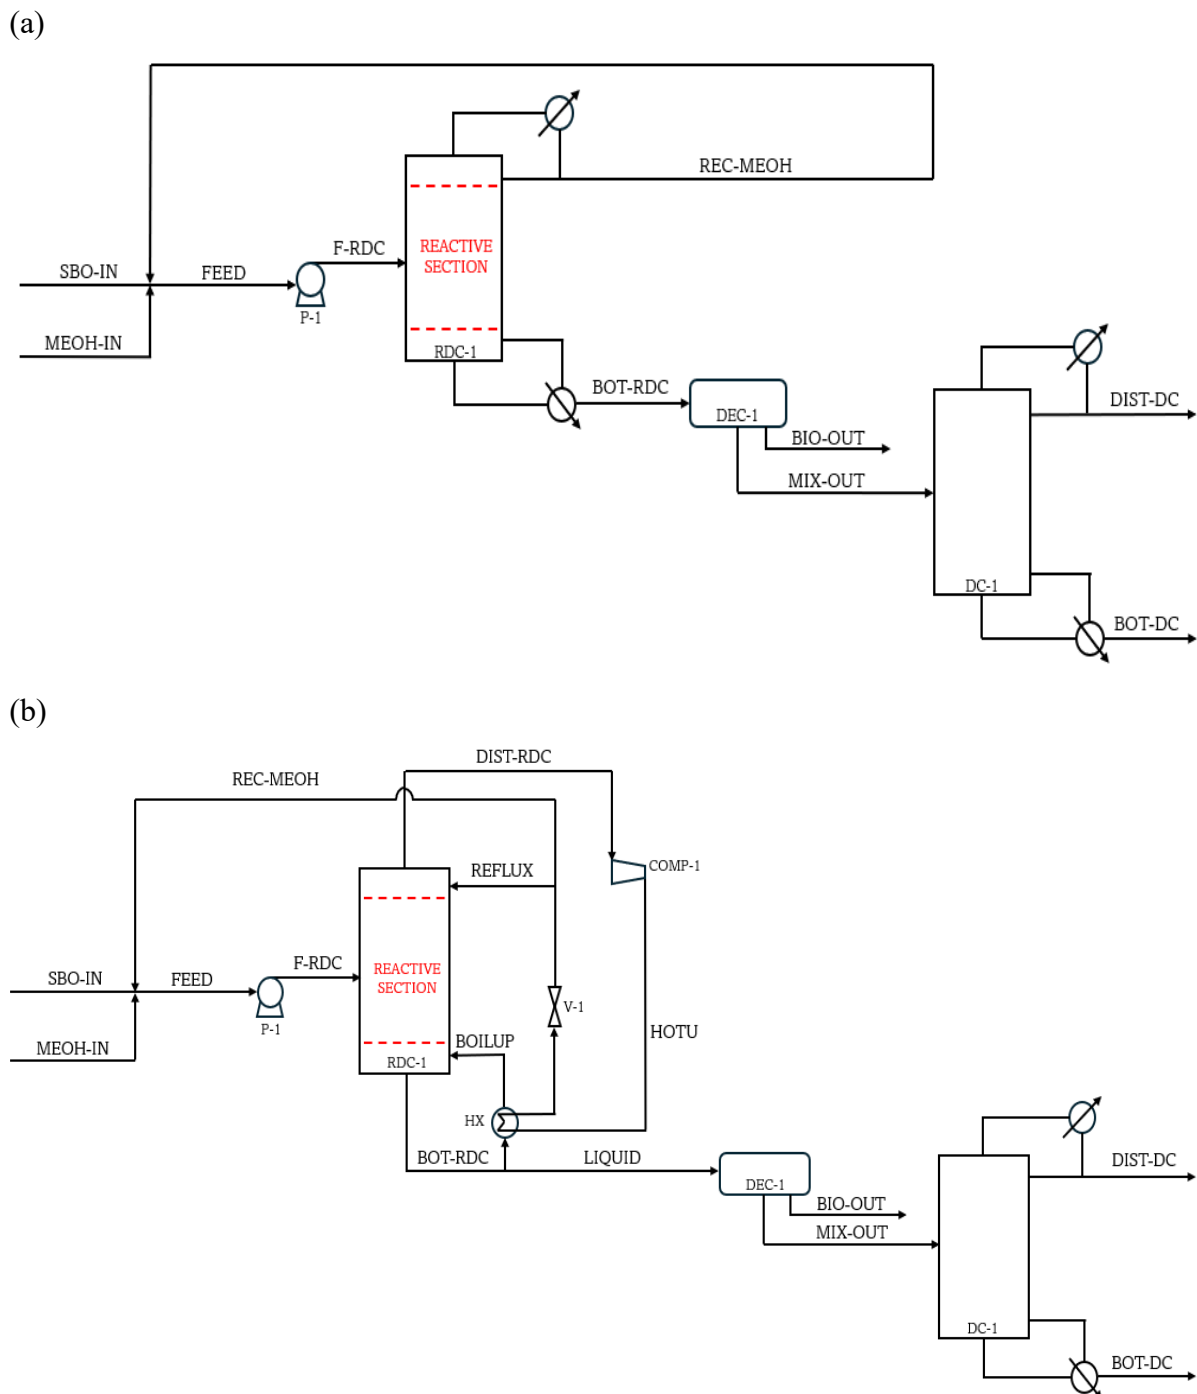 (a)
REC-MEOH
F-RDC
REACTIVE
SECTION
SBO-IN
FEED
P-1
MEOH-IN
RDC-1
BOT-RDC
DEC-1
BIO-OUT
MIX-OUT
DIST-DC
DC-1
BOT-DC
(b)
DIST-RDC
REC-MEOH
COMP-1
REFLUX
F-RDC
REACTIVE
SECTION
SBO-IN
FEED
P-1
V-1
HOTU
MEOH-IN
BOILUP
RDC-1
HX
BOT-RDC
LIQUID
DEC-1
BIO-OUT
MIX-OUT
DIST-DC
DC-1
BOT-DC